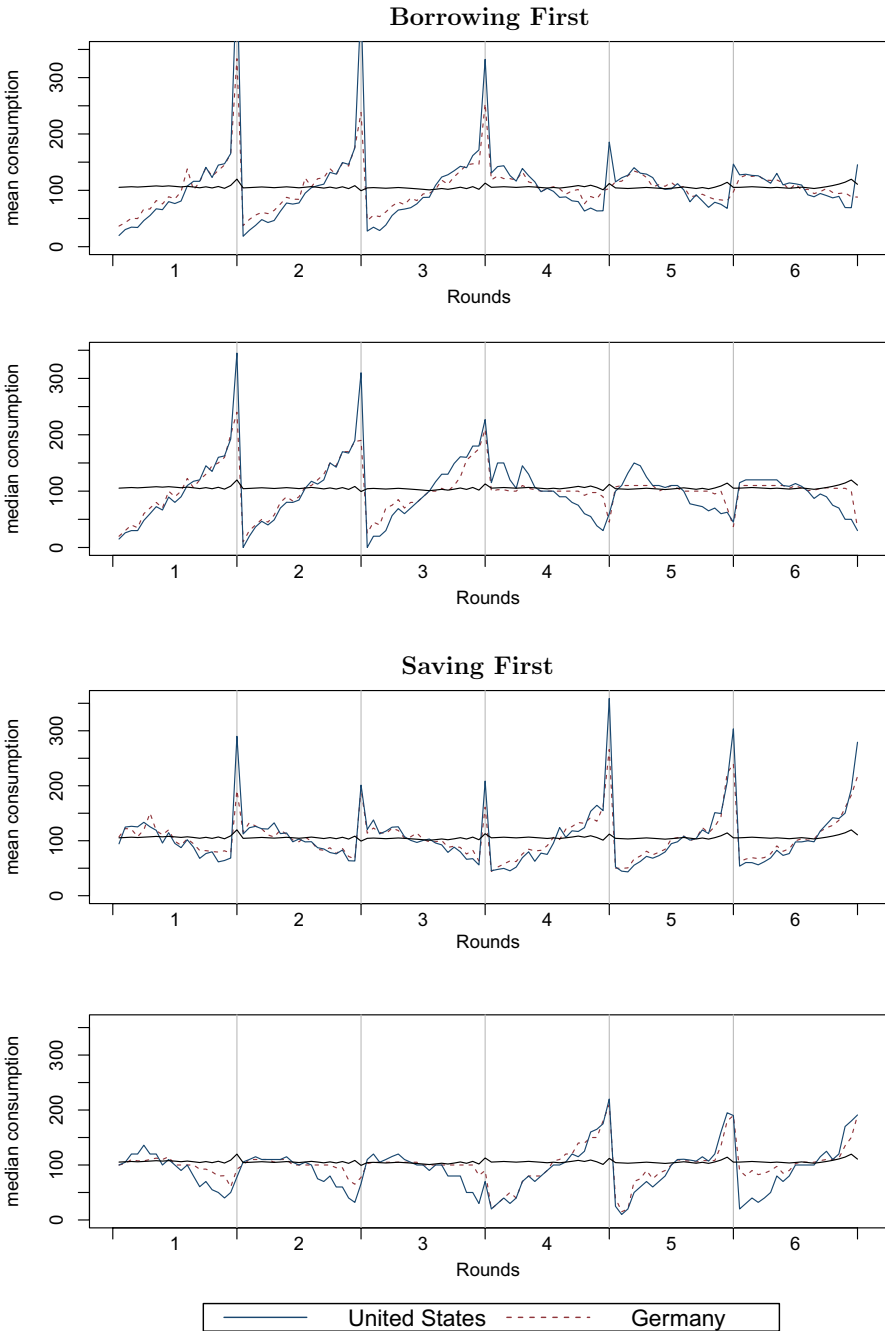 Borrowing First
mean consumption
300
200
100
0
1 2 3 4 5 6
Rounds
median consumption
300
200
100
0
1 2 3 4 5 6
Rounds
Saving First
mean consumption
300
200
100
0
1 2 3 4 5 6
Rounds
median consumption
300
200
100
0
1 2 3 4 5 6
Rounds
United States Germany